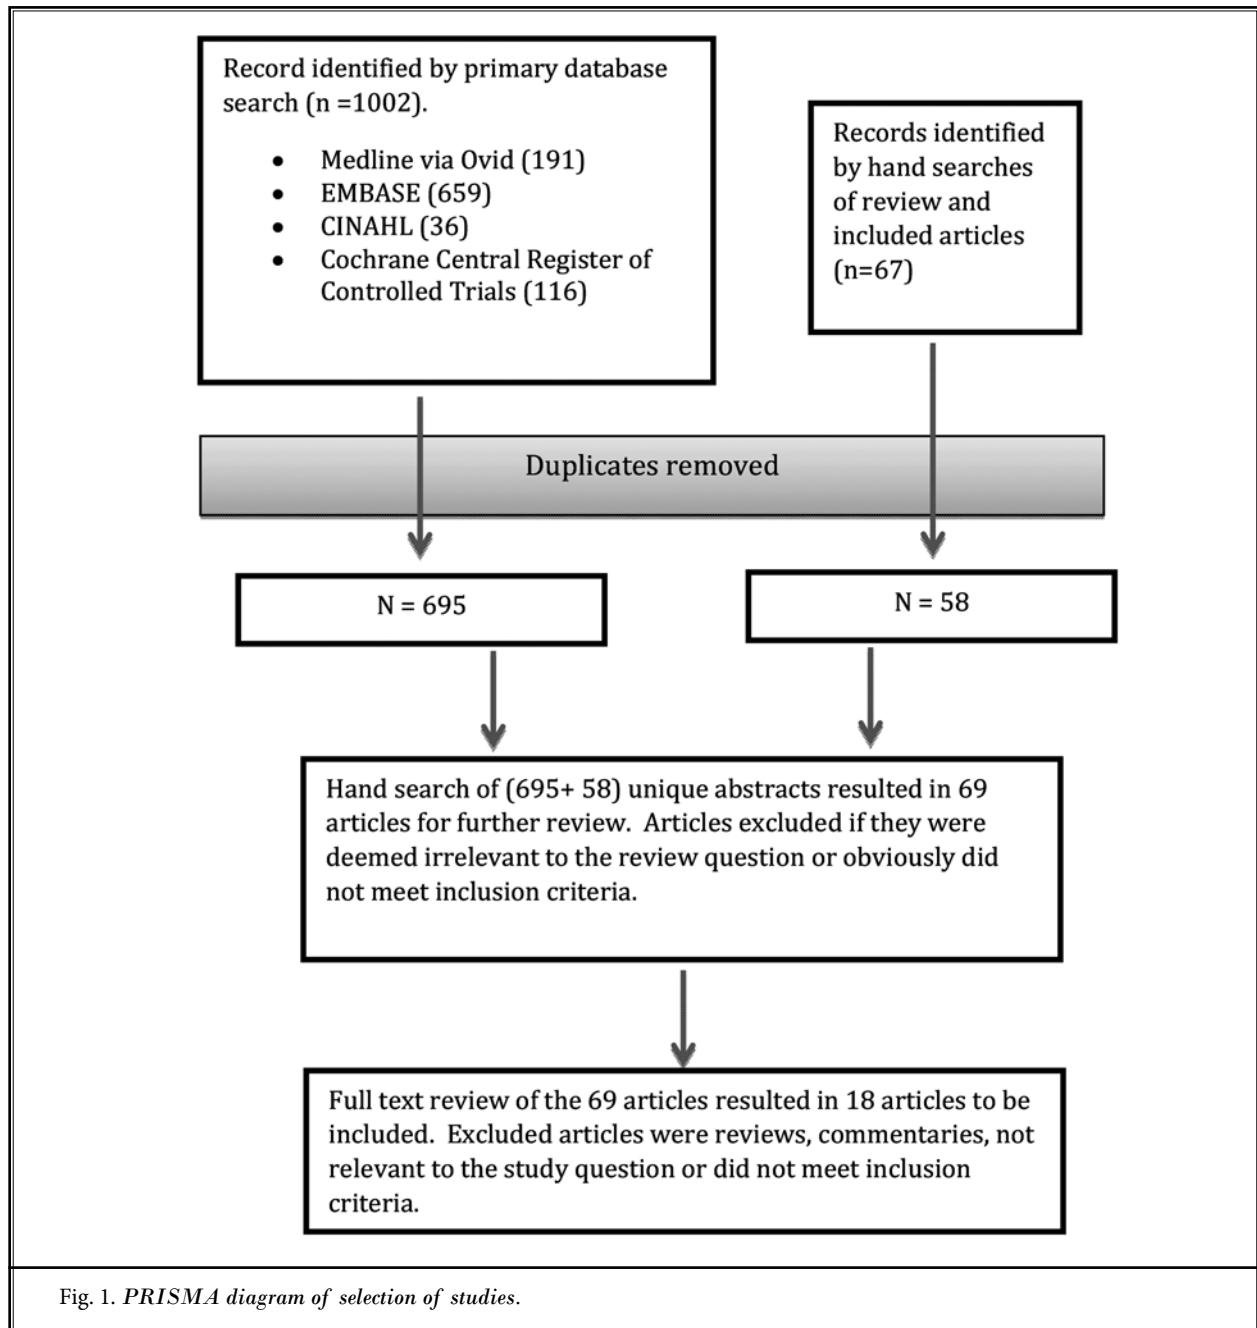 Record identified by primary database
search (n =1002).
• Medline via Ovid (191)
• EMBASE (659)
• CINAHL (36)
• Cochrane Central Register of
Controlled Trials (116)
Records identified
by hand searches
of review and
included articles
(n=67)
Duplicates removed
N = 695
N = 58
Hand search of (695+ 58) unique abstracts resulted in 69
articles for further review.  Articles excluded if they were
deemed irrelevant to the review question or obviously did
not meet inclusion criteria.
Full text review of the 69 articles resulted in 18 articles to be
included.  Excluded articles were reviews, commentaries, not
relevant to the study question or did not meet inclusion
criteria.
Fig. 1. PRISMA diagram of selection of studies.